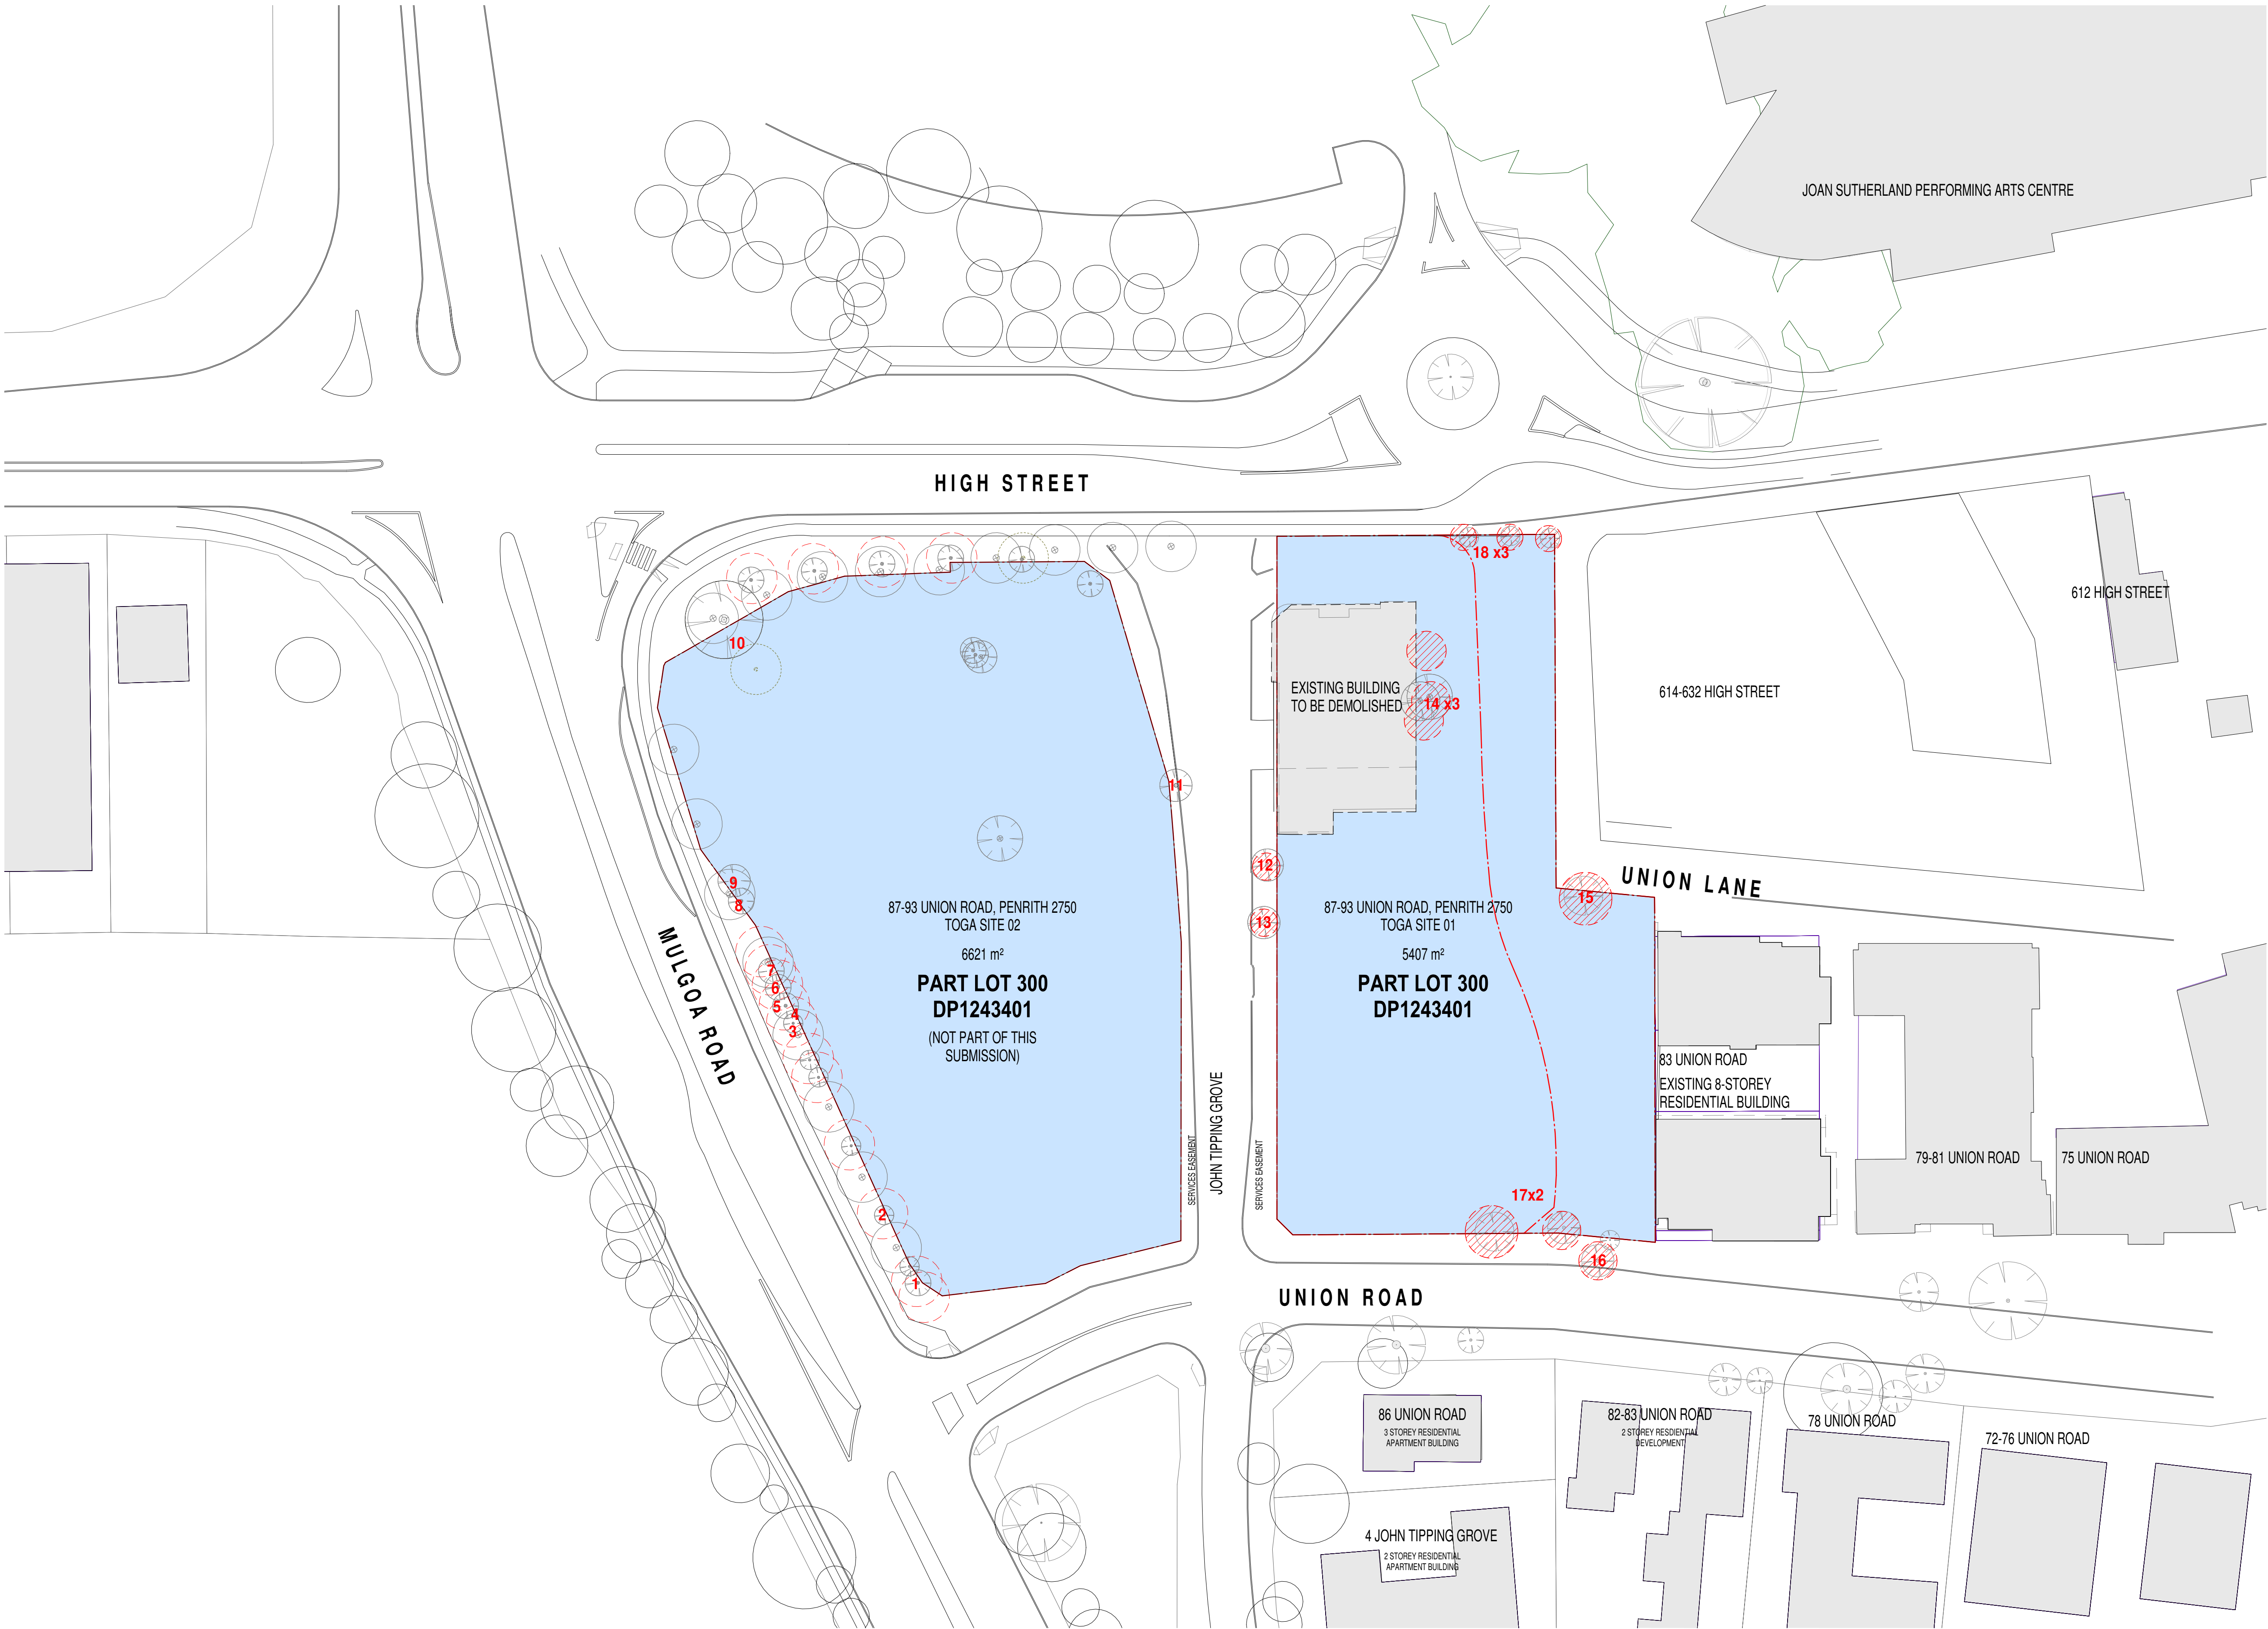 JOAN SUTHERLAND PERFORMING ARTS CENTRE
HIGH STREET
18 x3
612 HIGH STREET
10
EXISTING BUILDING
TO BE DEMOLISHED
14 x3
614-632 HIGH STREET
11
12
13
15
UNION LANE
9
8
7
6
5
4
3
2
1
MULGOA ROAD
87-93 UNION ROAD, PENRITH 2750
TOGA SITE 02
6621 m²
PART LOT 300
DP1243401
(NOT PART OF THIS
SUBMISSION)
87-93 UNION ROAD, PENRITH 2750
TOGA SITE 01
5407 m²
PART LOT 300
DP1243401
83 UNION ROAD
EXISTING 8-STOREY
RESIDENTIAL BUILDING
SERVICES EASEMENT
JOHN TIPPING GROVE
SERVICES EASEMENT
79-81 UNION ROAD
75 UNION ROAD
17x2
16
UNION ROAD
86 UNION ROAD
3 STOREY RESIDENTIAL
APARTMENT BUILDING
82-83 UNION ROAD
2 STOREY RESDIENTIAL
DEVELOPMENT
78 UNION ROAD
72-76 UNION ROAD
4 JOHN TIPPING GROVE
2 STOREY RESIDENTIAL
APARTMENT BUILDING